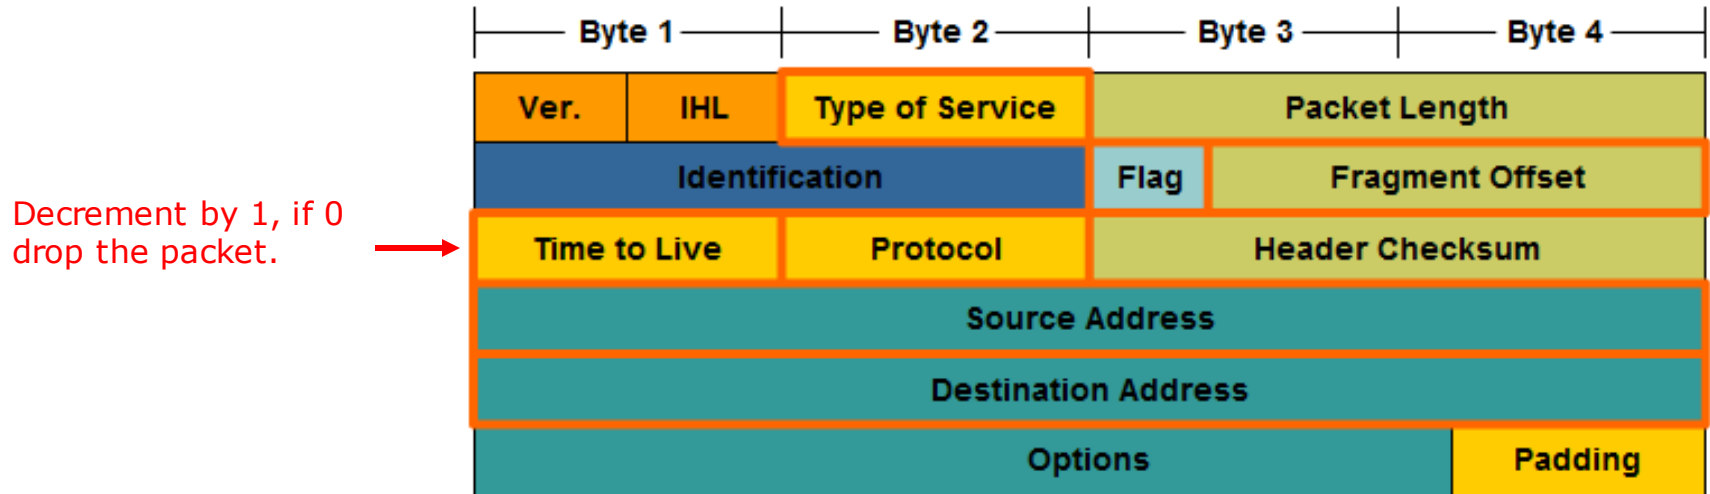 Byte 1 Byte 2 Byte 3 Byte 4
Ver. IHL Type of Service Packet Length
Identification Flag Fragment Offset
Decrement by 1, if 0
drop the packet.
Time to Live Protocol Header Checksum
Source Address
Destination Address
Options Padding